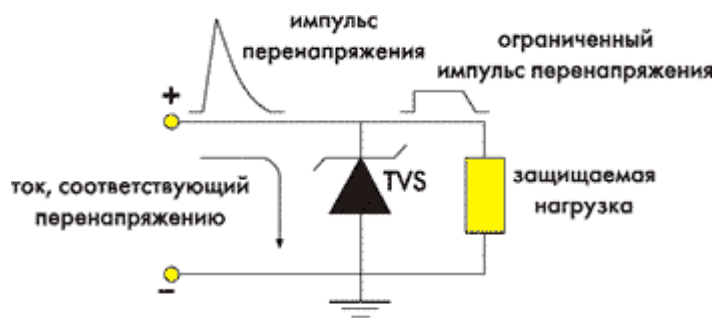 импульс
перенапряжения
ограниченный
импульс перенапряжения
+
ток, соответствующий
перенапряжению
TVS
защищаемая
нагрузка
–